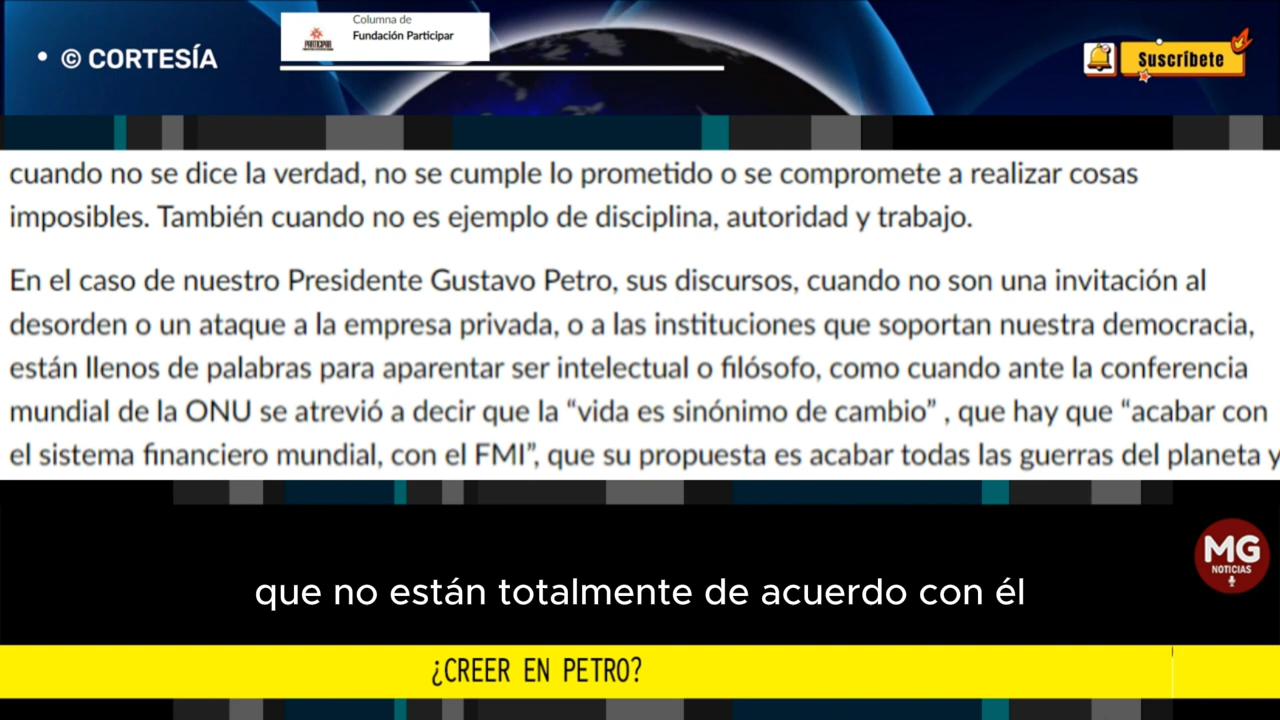 Columna de
Fundación Participar
PARTICIPAR
• © CORTESÍA
Suscríbete
cuando no se dice la verdad, no se cumple lo prometido o se compromete a realizar cosas
imposibles. También cuando no es ejemplo de disciplina, autoridad y trabajo.
En el caso de nuestro Presidente Gustavo Petro, sus discursos, cuando no son una invitación al
desorden o un ataque a la empresa privada, o a las instituciones que soportan nuestra democracia,
están llenos de palabras para aparentar ser intelectual o filósofo, como cuando ante la conferencia
mundial de la ONU se atrevió a decir que la “vida es sinónimo de cambio” , que hay que “acabar con
el sistema financiero mundial, con el FMI”, que su propuesta es acabar todas las guerras del planeta y
MG
NOTICIAS
que no están totalmente de acuerdo con él
¿CREER EN PETRO?